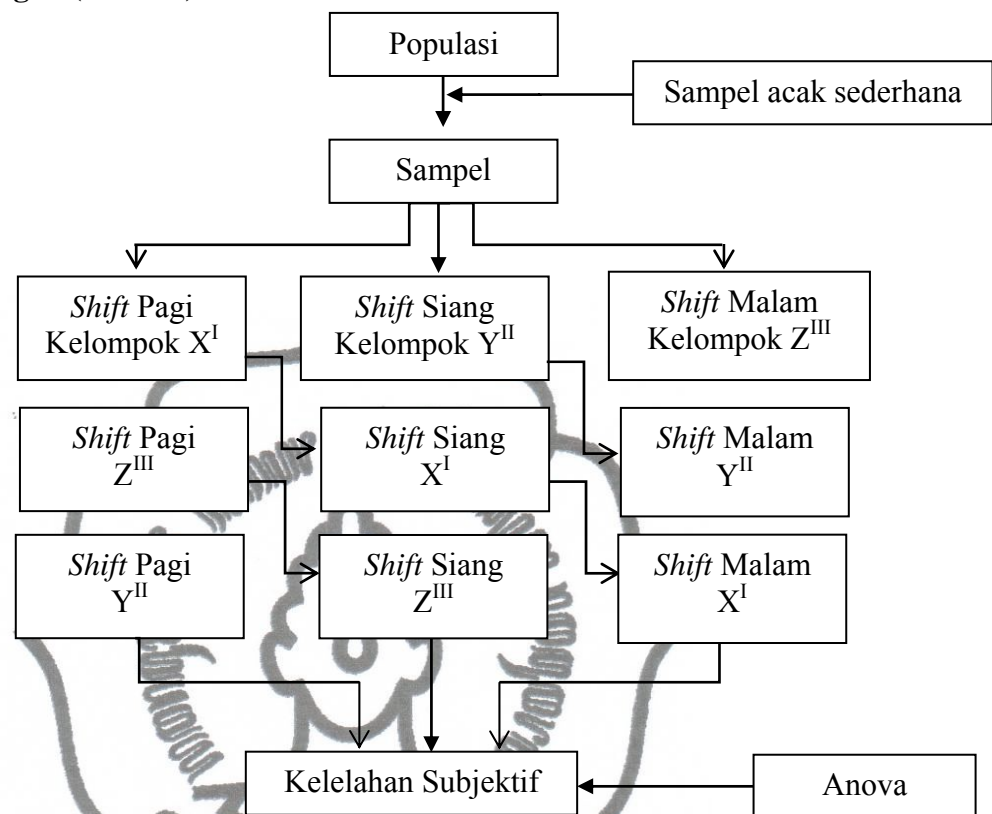 Populasi
Sampel acak sederhana
Sampel
Shift Pagi
Kelompok X^I
Shift Siang
Kelompok Y^II
Shift Malam
Kelompok Z^III
Shift Pagi
Z^III
Shift Siang
X^I
Shift Malam
Y^II
Shift Pagi
Y^II
Shift Siang
Z^III
Shift Malam
X^I
Kelelahan Subjektif
Anova